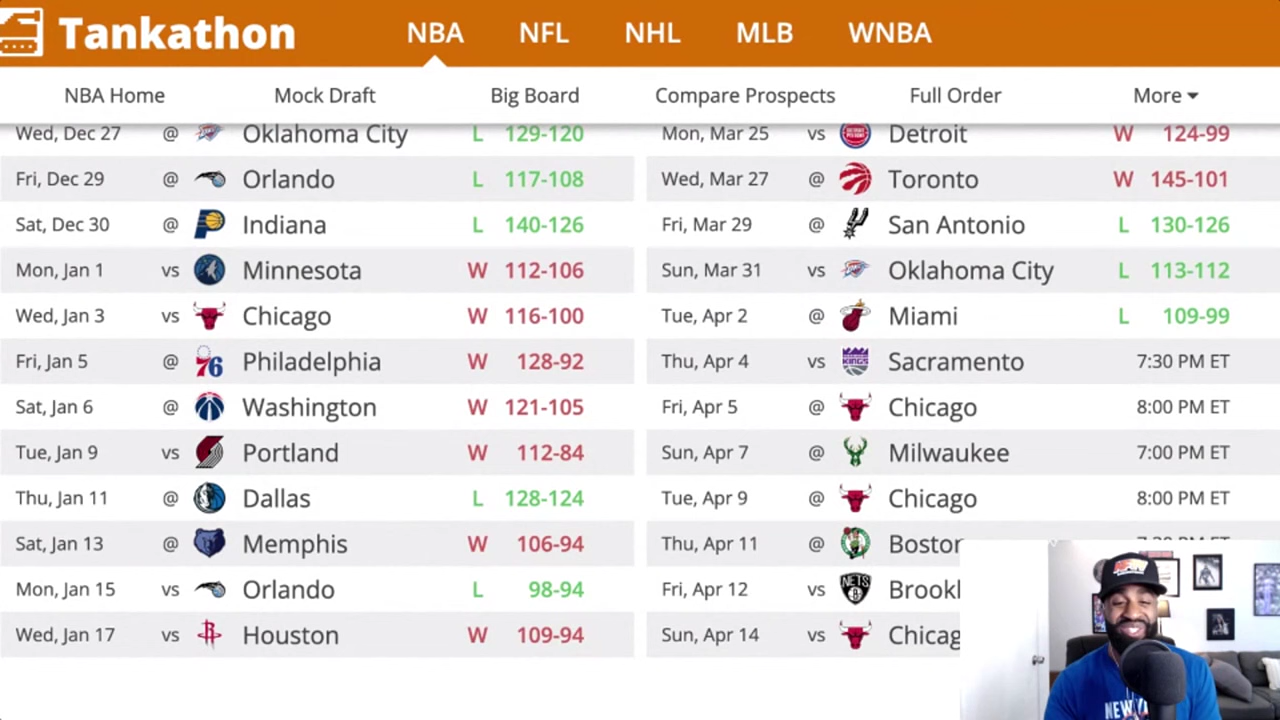 Tankathon NBA NFL NHL MLB WNBA
NBA Home Mock Draft Big Board Compare Prospects Full Order More
Wed, Dec 27 @ Oklahoma City L 129-120 Mon, Mar 25 vs Detroit W 124-99
Fri, Dec 29 @ Orlando L 117-108 Wed, Mar 27 @ Toronto W 145-101
Sat, Dec 30 @ Indiana L 140-126 Fri, Mar 29 @ San Antonio L 130-126
Mon, Jan 1 vs Minnesota W 112-106 Sun, Mar 31 vs Oklahoma City L 113-112
Wed, Jan 3 vs Chicago W 116-100 Tue, Apr 2 @ Miami L 109-99
Fri, Jan 5 @ 76 Philadelphia W 128-92 Thu, Apr 4 vs Sacramento 7:30 PM ET
Sat, Jan 6 @ Washington W 121-105 Fri, Apr 5 @ Chicago 8:00 PM ET
Tue, Jan 9 vs Portland W 112-84 Sun, Apr 7 @ Milwaukee 7:00 PM ET
Thu, Jan 11 @ Dallas L 128-124 Tue, Apr 9 @ Chicago 8:00 PM ET
Sat, Jan 13 @ Memphis W 106-94 Thu, Apr 11 @ Boston
Mon, Jan 15 vs Orlando L 98-94 Fri, Apr 12 vs NETS Brookl
Wed, Jan 17 vs Houston W 109-94 Sun, Apr 14 vs Chicag
NEW Y